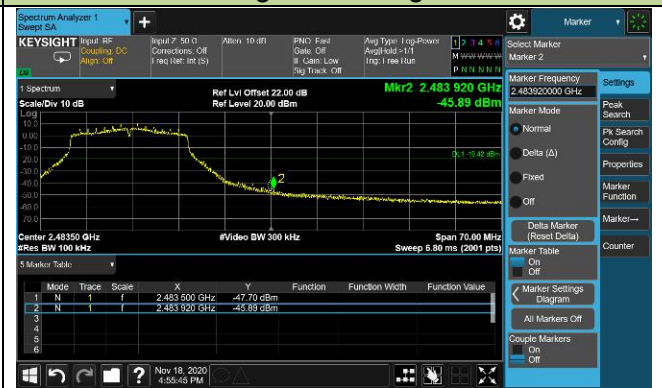 Spectrum Analyzer 1
Swept SA
+
Marker
KEYSIGHT
Input: RF
Coupling: DC
Align: Off
Input Z: 50 Ω
Corrections: Off
Freq Ref: Int (S)
Atten: 10 dB
PNO: Fast
Gate: Off
IF Gain: Low
Sig Track: Off
Avg Type: Log-Power
Avg|Hold:>1/1
Trig: Free Run
1 2 3 4 5 6
M W W W W W
P N N N N N
Select Marker
Marker 2
1 Spectrum
Scale/Div 10 dB
Ref Lvl Offset 22.00 dB
Ref Level 20.00 dBm
Mkr2 2.483 920 GHz
-45.89 dBm
Log
10.0
0.00
-10.0
-20.0
-30.0
-40.0
-50.0
-60.0
-70.0
DL1 -19.42 dBm
2
Center 2.48350 GHz
#Res BW 100 kHz
#Video BW 300 kHz
Span 70.00 MHz
Sweep 6.80 ms (2001 pts)
5 Marker Table
Mode Trace Scale X Y Function Function Width Function Value
1 N 1 f 2.483 500 GHz -47.70 dBm
2 N 1 f 2.483 920 GHz -45.89 dBm
3
4
5
6
Marker Frequency
2.483920000 GHz
Marker Mode
Normal
Delta (Δ)
Fixed
Off
Delta Marker
(Reset Delta)
Marker Table
On
Off
Marker Settings
Diagram
All Markers Off
Couple Markers
On
Off
Settings
Peak
Search
Pk Search
Config
Properties
Marker
Function
Marker→
Counter
?
Nov 18, 2020
4:55:45 PM